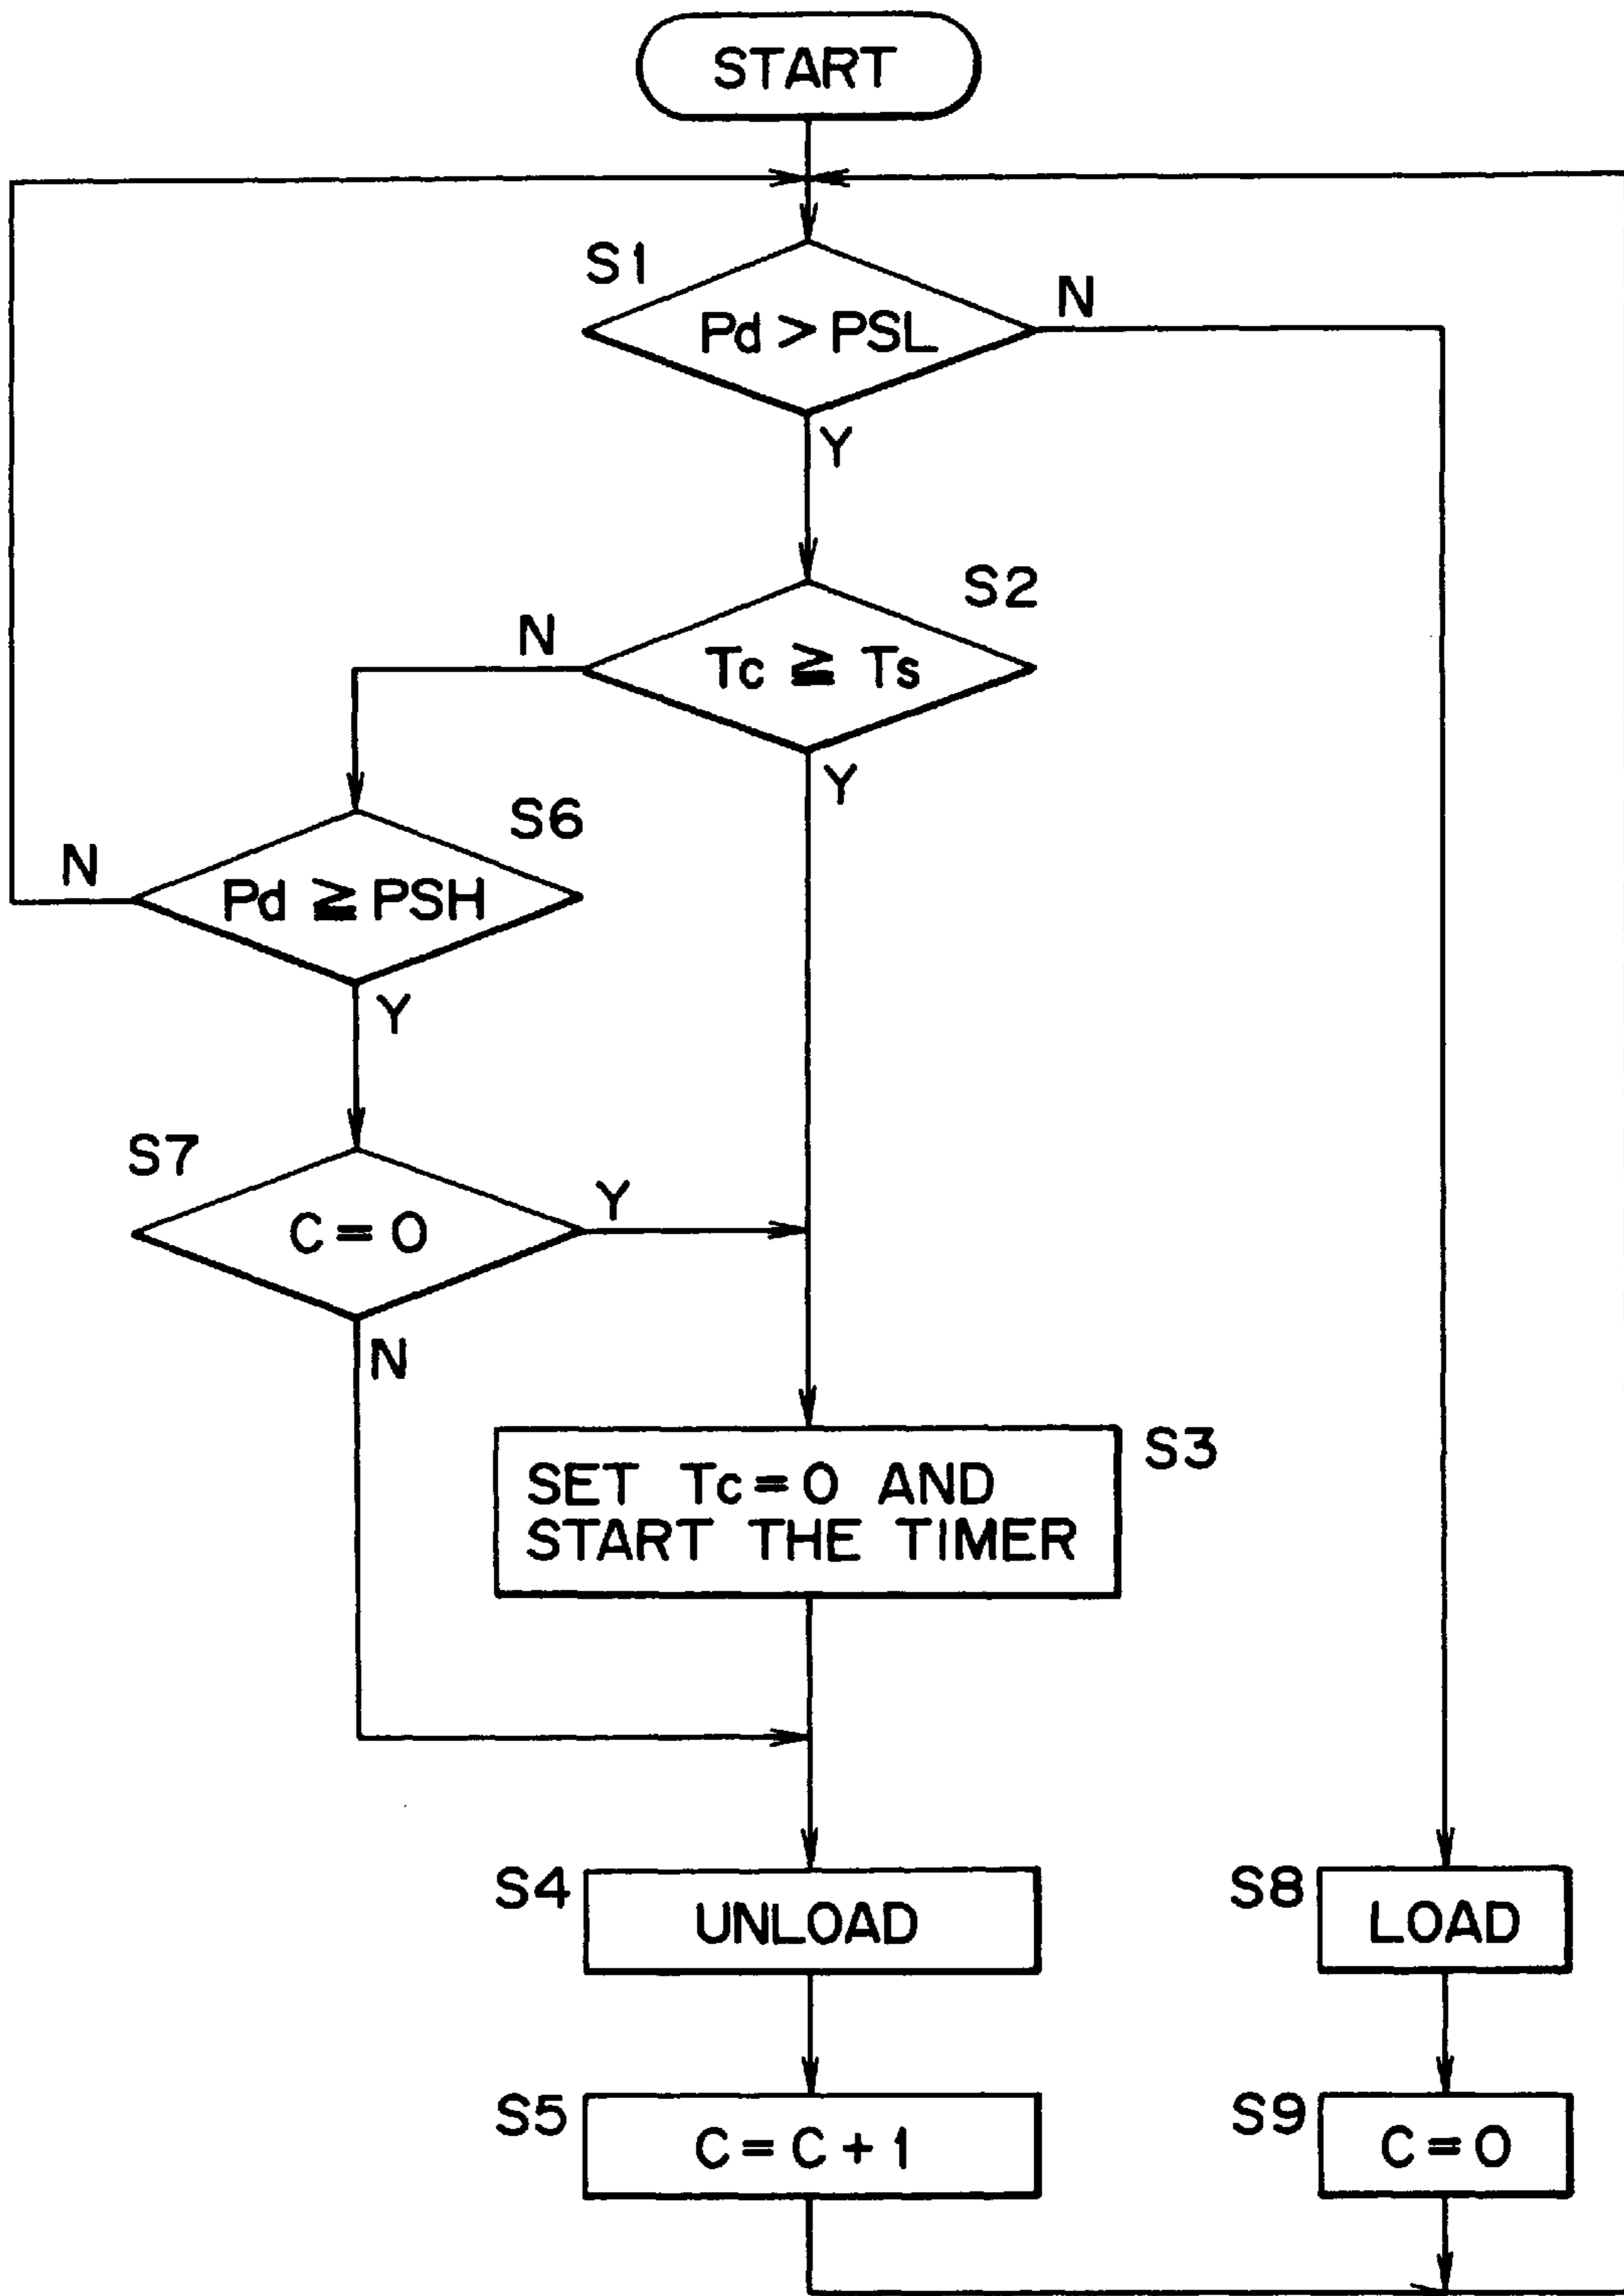 START
S1
Pd > PSL
N
Y
S2
N
Tc ≧ Ts
Y
S6
N
Pd ≧ PSH
Y
S7
C = 0
Y
N
S3
SET Tc = 0 AND
START THE TIMER
S4
UNLOAD
S8
LOAD
S5
C = C + 1
S9
C = 0